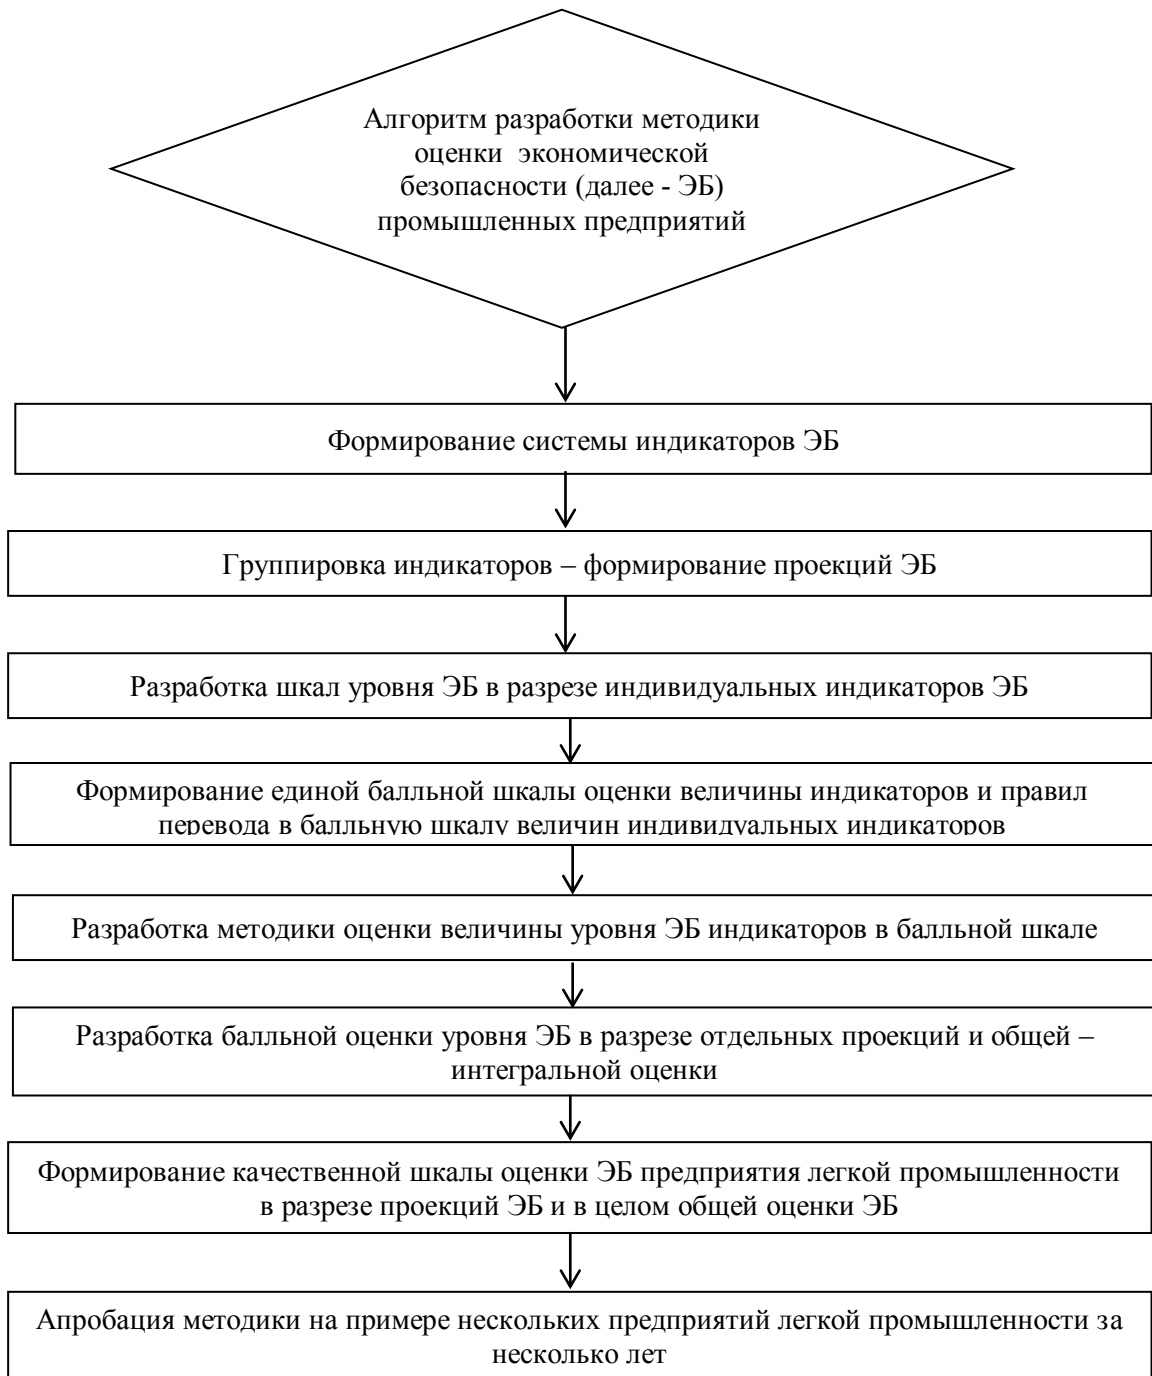 Алгоритм разработки методики
оценки экономической
безопасности (далее - ЭБ)
промышленных предприятий
Формирование системы индикаторов ЭБ
Группировка индикаторов – формирование проекций ЭБ
Разработка шкал уровня ЭБ в разрезе индивидуальных индикаторов ЭБ
Формирование единой балльной шкалы оценки величины индикаторов и правил
перевода в балльную шкалу величин индивидуальных индикаторов
Разработка методики оценки величины уровня ЭБ индикаторов в балльной шкале
Разработка балльной оценки уровня ЭБ в разрезе отдельных проекций и общей –
интегральной оценки
Формирование качественной шкалы оценки ЭБ предприятия легкой промышленности
в разрезе проекций ЭБ и в целом общей оценки ЭБ
Апробация методики на примере нескольких предприятий легкой промышленности за
несколько лет